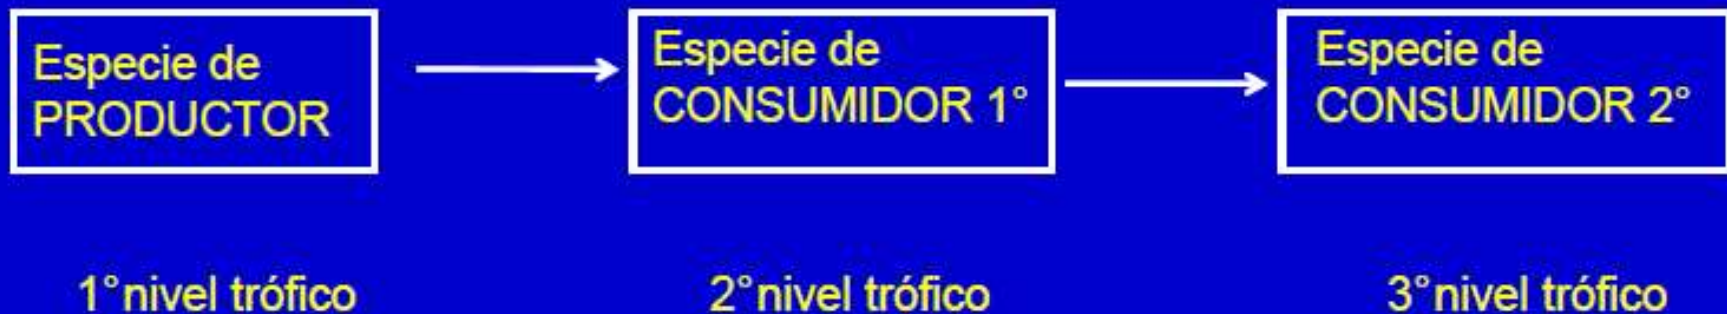 Especie de
PRODUCTOR
Especie de
CONSUMIDOR 1°
Especie de
CONSUMIDOR 2°
1°nivel trófico
2°nivel trófico
3°nivel trófico